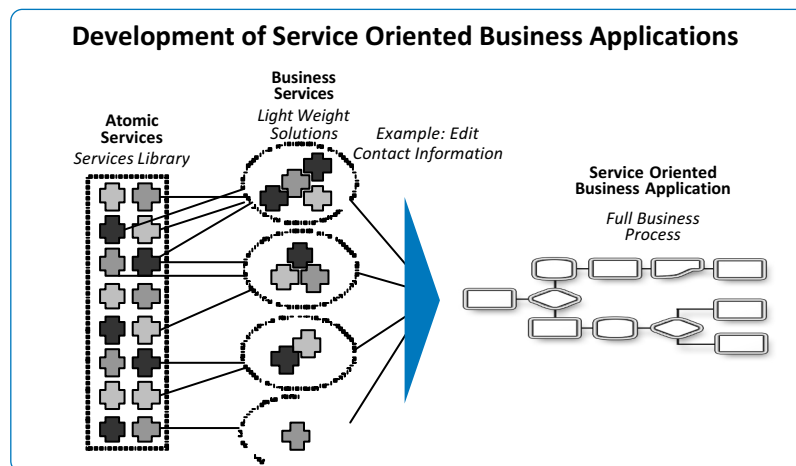 Development of Service Oriented Business Applications
Business
Services
Light Weight
Solutions
Atomic
Services
Services Library
Example: Edit
Contact Information
Service Oriented
Business Application
Full Business
Process